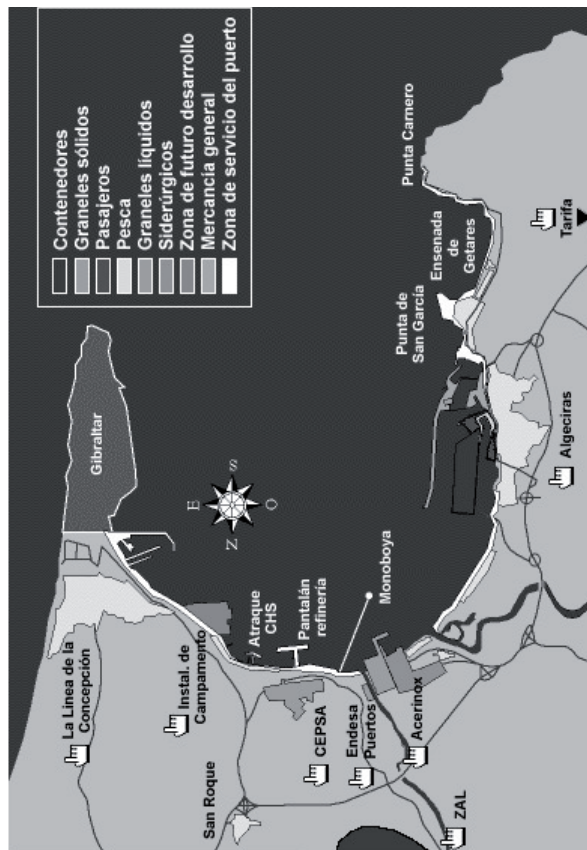 Contenedores
Graneles sólidos
Pasajeros
Pesca
Graneles líquidos
Siderúrgicos
Zona de futuro desarrollo
Mercancía general
Zona de servicio del puerto
La Linea de la
Concepción
Gibraltar
Instal. de
Campamento
San Roque
Atraque
CHS
Pantalán
refinería
N
E
S
O
CEPSA
Endesa
Puertos
Monoboya
Acerinox
ZAL
Punta de
San García
Ensenada
de
Getares
Punta Carnero
Algeciras
Tarifa